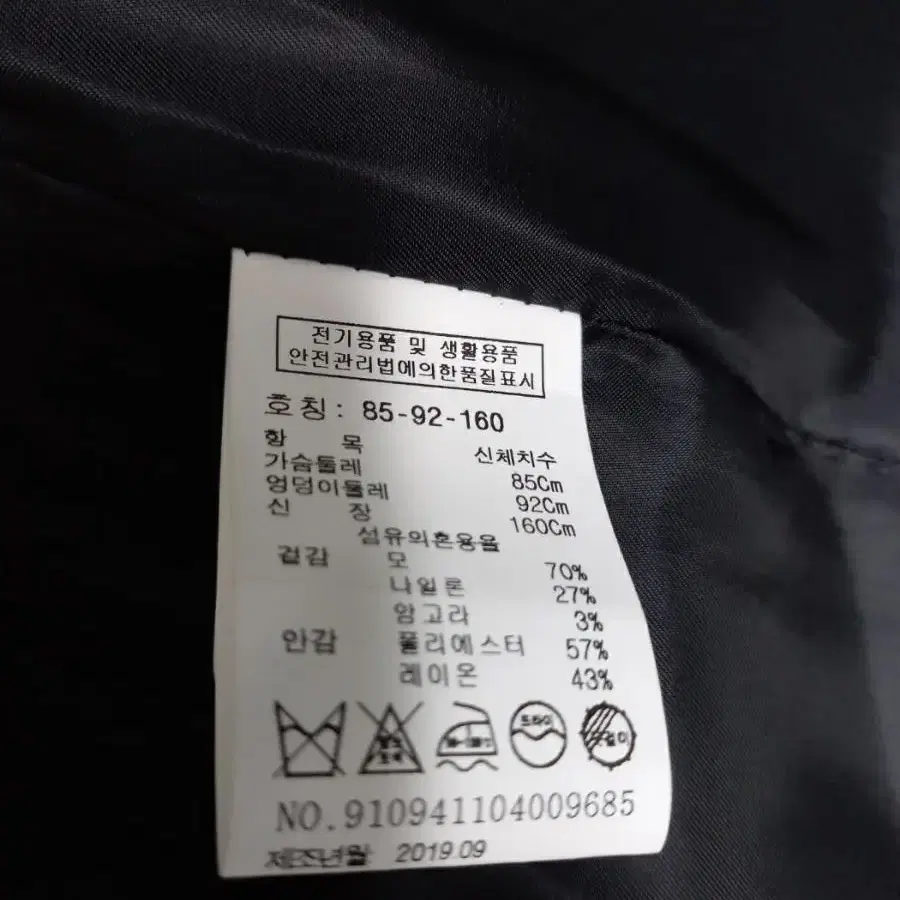 전기용품 및 생활용품
안전관리법에의한품질표시
호칭: 85-92-160
항 목 신체치수
가슴둘레 85Cm
엉덩이둘레 92Cm
신 장 160Cm
섬유의혼용율
겉감 모 70%
나일론 27%
앙고라 3%
안감 폴리에스터 57%
레이온 43%
드라이
NO.910941104009685
제조년월 2019.09